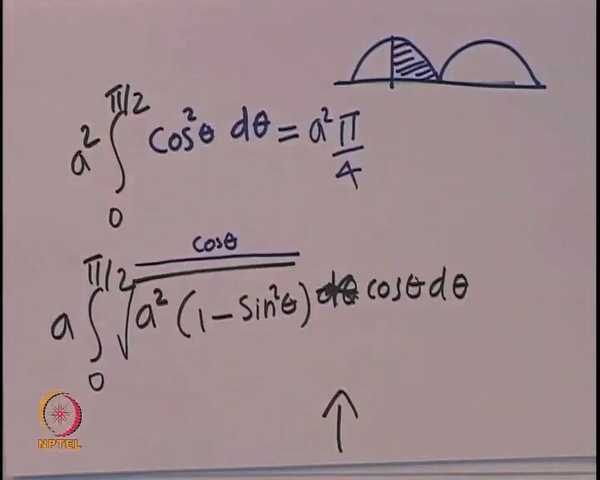 a² ∫₀^{π/2} cos²θ dθ = a² π/4
cosθ
a ∫₀^{π/2} √a² (1 − Sin²θ) cosθ dθ
NPTEL